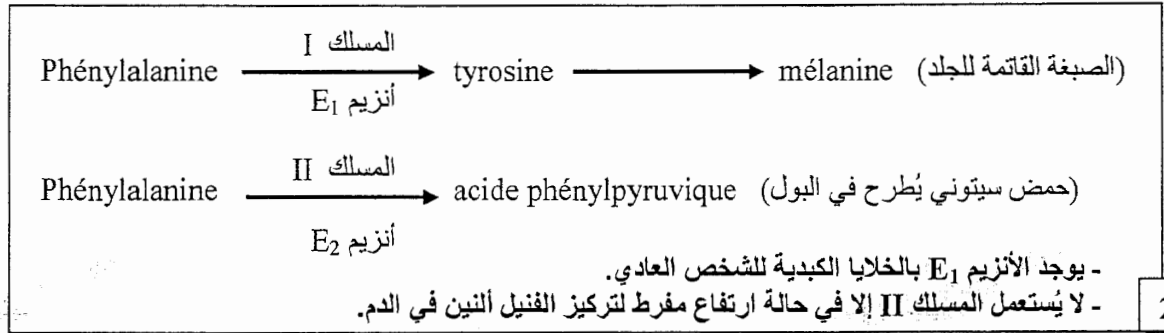 المسلك I
Phénylalanine → tyrosine → mélanine (الصبغة القاتمة للجلد)
أنزيم E₁
المسلك II
Phénylalanine → acide phénylpyruvique (حمض سيتوني يُطرح في البول)
أنزيم E₂
- يوجد الأنزيم E₁ بالخلايا الكبدية للشخص العادي.
- لا يُستعمل المسلك II إلا في حالة ارتفاع مفرط لتركيز الفنيل ألنين في الدم.